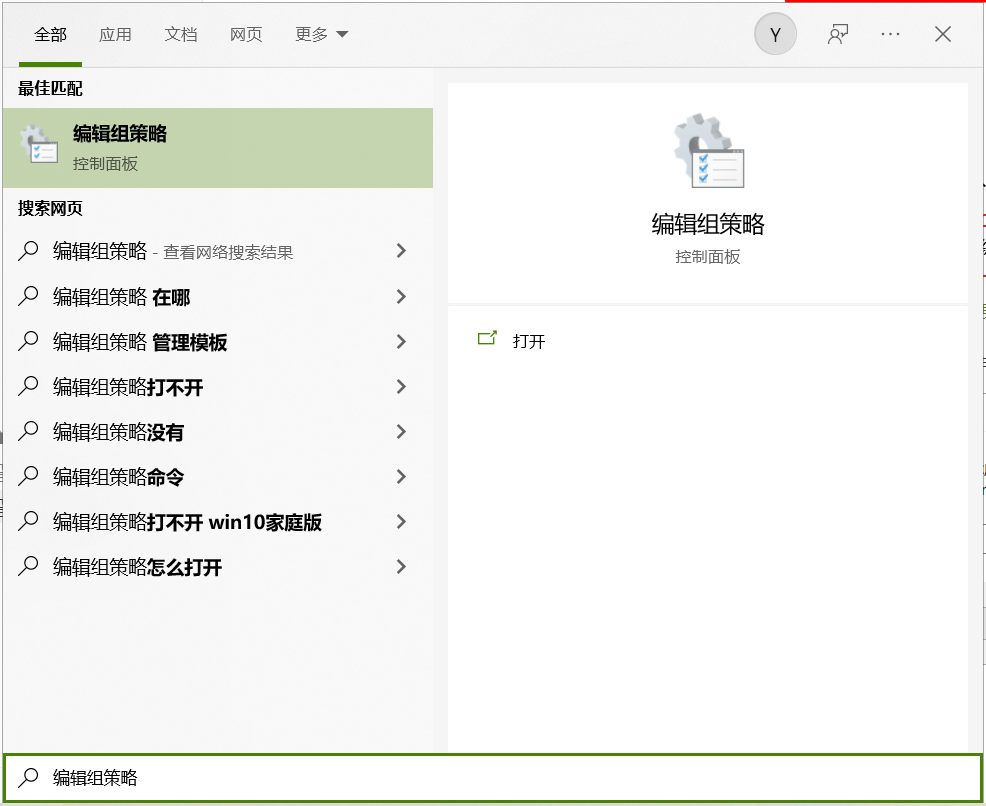 全部 应用 文档 网页 更多 Y
最佳匹配
编辑组策略
控制面板
搜索网页
编辑组策略 - 查看网络搜索结果
编辑组策略 在哪
编辑组策略 管理模板
编辑组策略打不开
编辑组策略没有
编辑组策略命令
编辑组策略打不开 win10家庭版
编辑组策略怎么打开
编辑组策略
控制面板
打开
编辑组策略